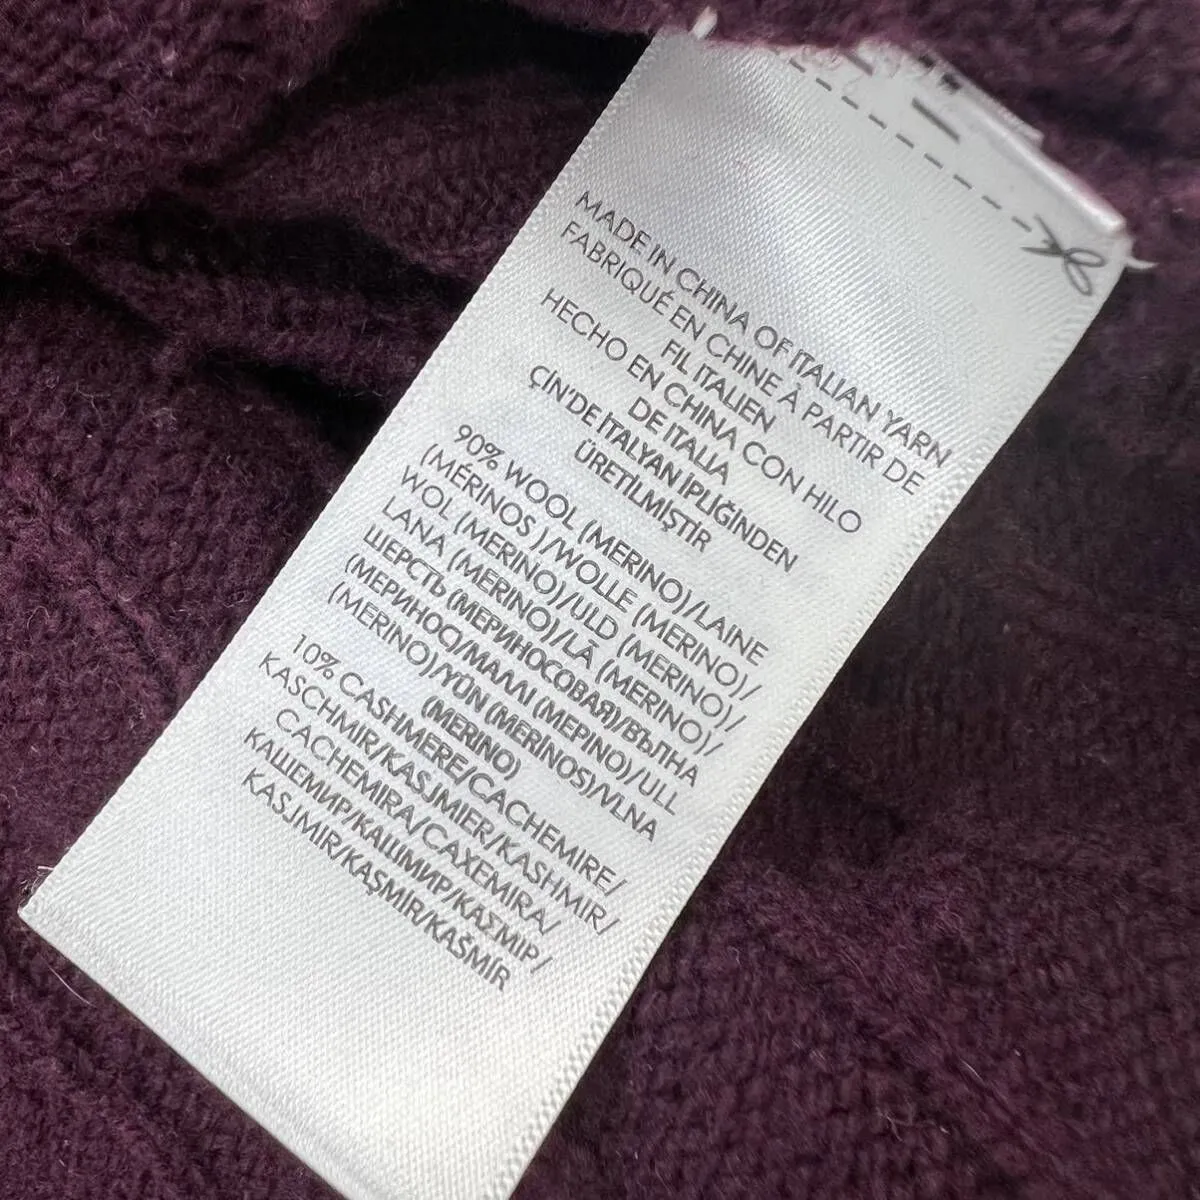 MADE IN CHINA OF ITALIAN YARN
FABRIQUÉ EN CHINE À PARTIR DE
FIL ITALIEN
HECHO EN CHINA CON HILO
DE ITALIA
ÇİN'DE İTALYAN İPLİĞİNDEN
ÜRETİLMİŞTİR
90% WOOL (MERINO)/LAINE
(MÉRINOS )/WOLLE (MERINO)/
WOL (MERINO)/ULD (MERINO)/
LANA (MERINO)/LÃ (MERINO)/
ШЕРСТЬ (МЕРИНОСОВАЯ)/ВЪЛНА
(МЕРИНОС)/ΜΑΛΛΙ (ΜΕΡΙΝΟ)/ULL
(MERINO)/YÜN (MERINOS)/VLNA
(MERINO)
10% CASHMERE/CACHEMIRE/
KASCHMIR/KASJMIER/KASHMIR/
CACHEMIRA/CAXEMIRA/
КАШЕМИР/КАШМИР/ΚΑΣΜΙΡ/
KASJMIR/KAŞMİR/KAŠMÍR